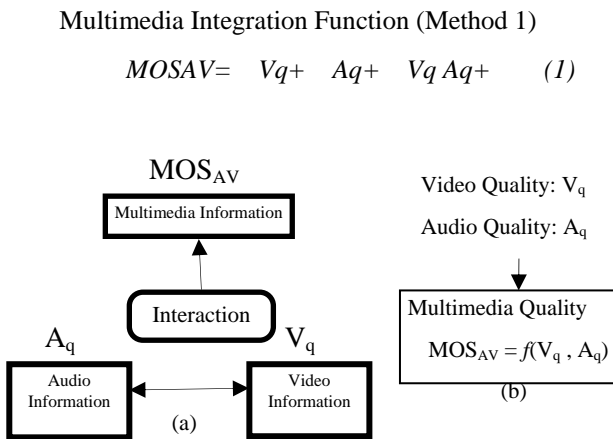 Multimedia Integration Function (Method 1)
MOSAV= Vq+ Aq+ Vq Aq+ (1)
MOSAV
Multimedia Information
Interaction
Aq
Vq
Audio
Information
Video
Information
(a)
Video Quality: Vq
Audio Quality: Aq
Multimedia Quality
MOSAV = f(Vq , Aq)
(b)